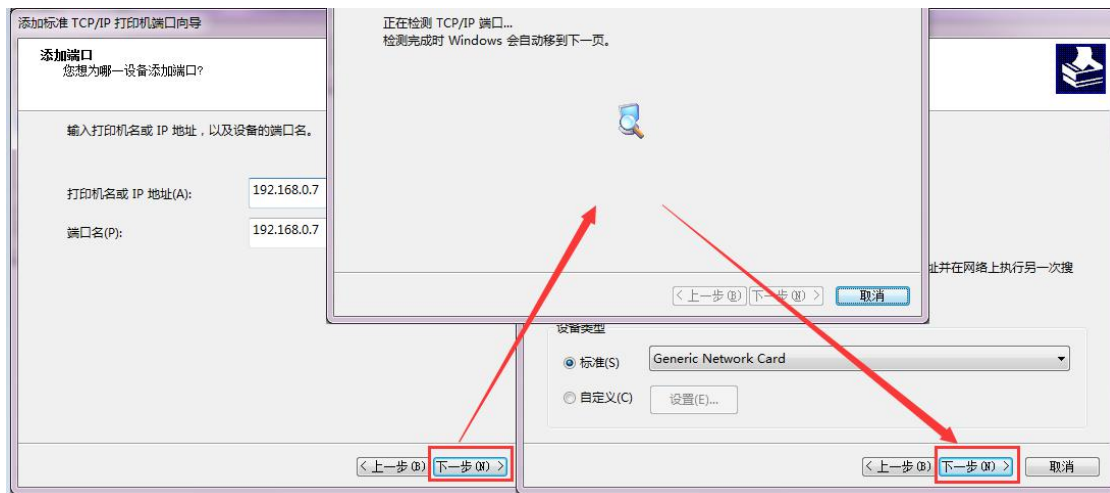 添加标准 TCP/IP 打印机端口向导
添加端口
您想为哪一设备添加端口?
输入打印机名或 IP 地址，以及设备的端口名。
打印机名或 IP 地址(A):
192.168.0.7
端口名(P):
192.168.0.7
<上一步(B)
下一步(N) >
正在检测 TCP/IP 端口...
检测完成时 Windows 会自动移到下一页。
<上一步(B)
下一步(N) >
取消
址并在网络上执行另一次搜
设备类型
标准(S)
Generic Network Card
自定义(C)
设置(E)...
<上一步(B)
下一步(N) >
取消